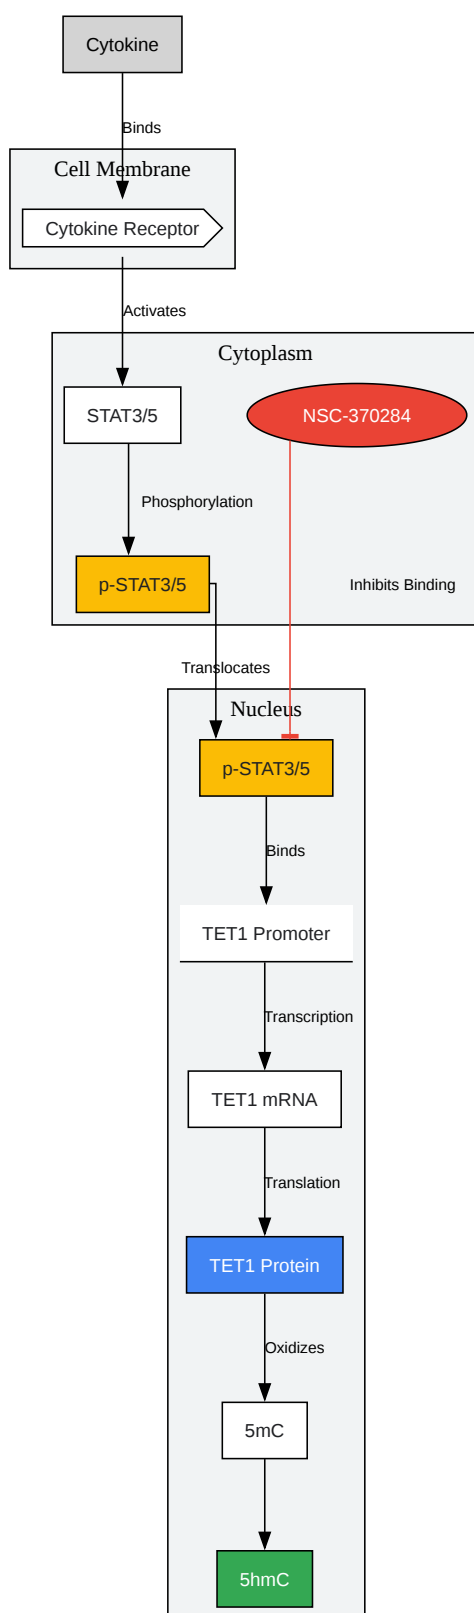 Cytokine
Binds
Cell Membrane
Cytokine Receptor
Activates
Cytoplasm
STAT3/5
NSC-370284
Phosphorylation
p-STAT3/5
Inhibits Binding
Translocates
Nucleus
p-STAT3/5
Binds
TET1 Promoter
Transcription
TET1 mRNA
Translation
TET1 Protein
Oxidizes
5mC
5hmC